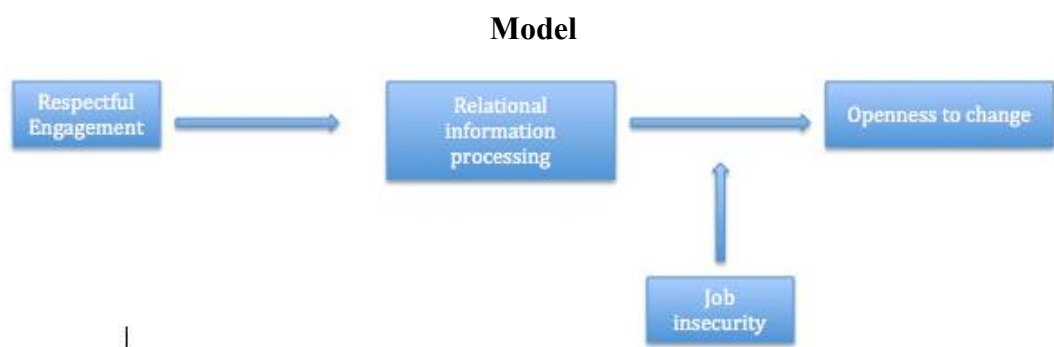 Model
Respectful
Engagement
Relational
information
processing
Openness to change
Job
insecurity